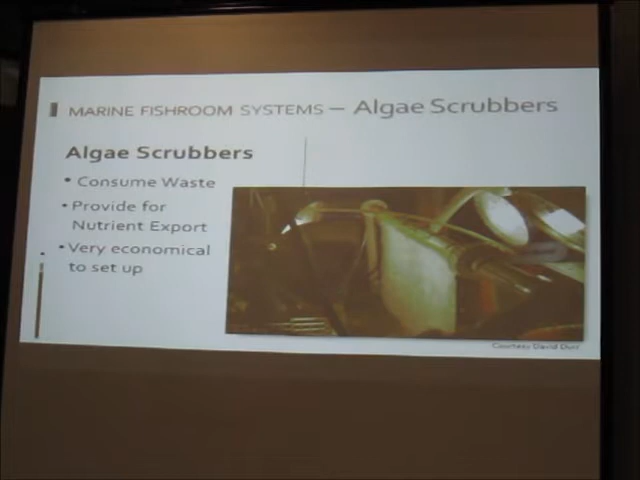 MARINE FISHROOM SYSTEMS — Algae Scrubbers
Algae Scrubbers
• Consume Waste
• Provide for
Nutrient Export
• Very economical
to set up
Courtesy David